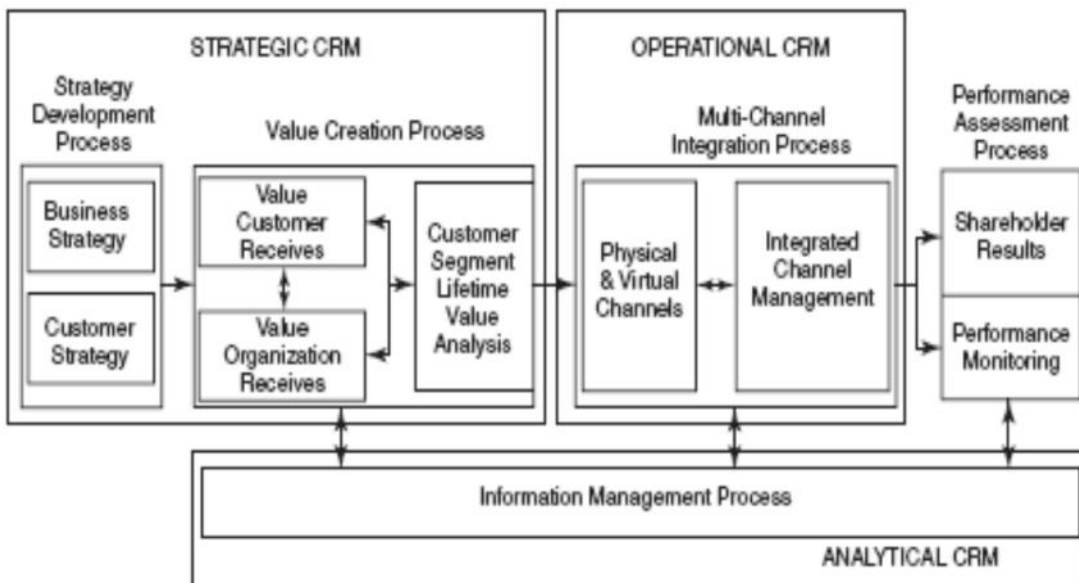 STRATEGIC CRM
Strategy
Development
Process
Value Creation Process
Business
Strategy
Customer
Strategy
Value
Customer
Receives
Value
Organization
Receives
Customer
Segment
Lifetime
Value
Analysis
OPERATIONAL CRM
Multi-Channel
Integration Process
Physical
& Virtual
Channels
Integrated
Channel
Management
Performance
Assessment
Process
Shareholder
Results
Performance
Monitoring
Information Management Process
ANALYTICAL CRM